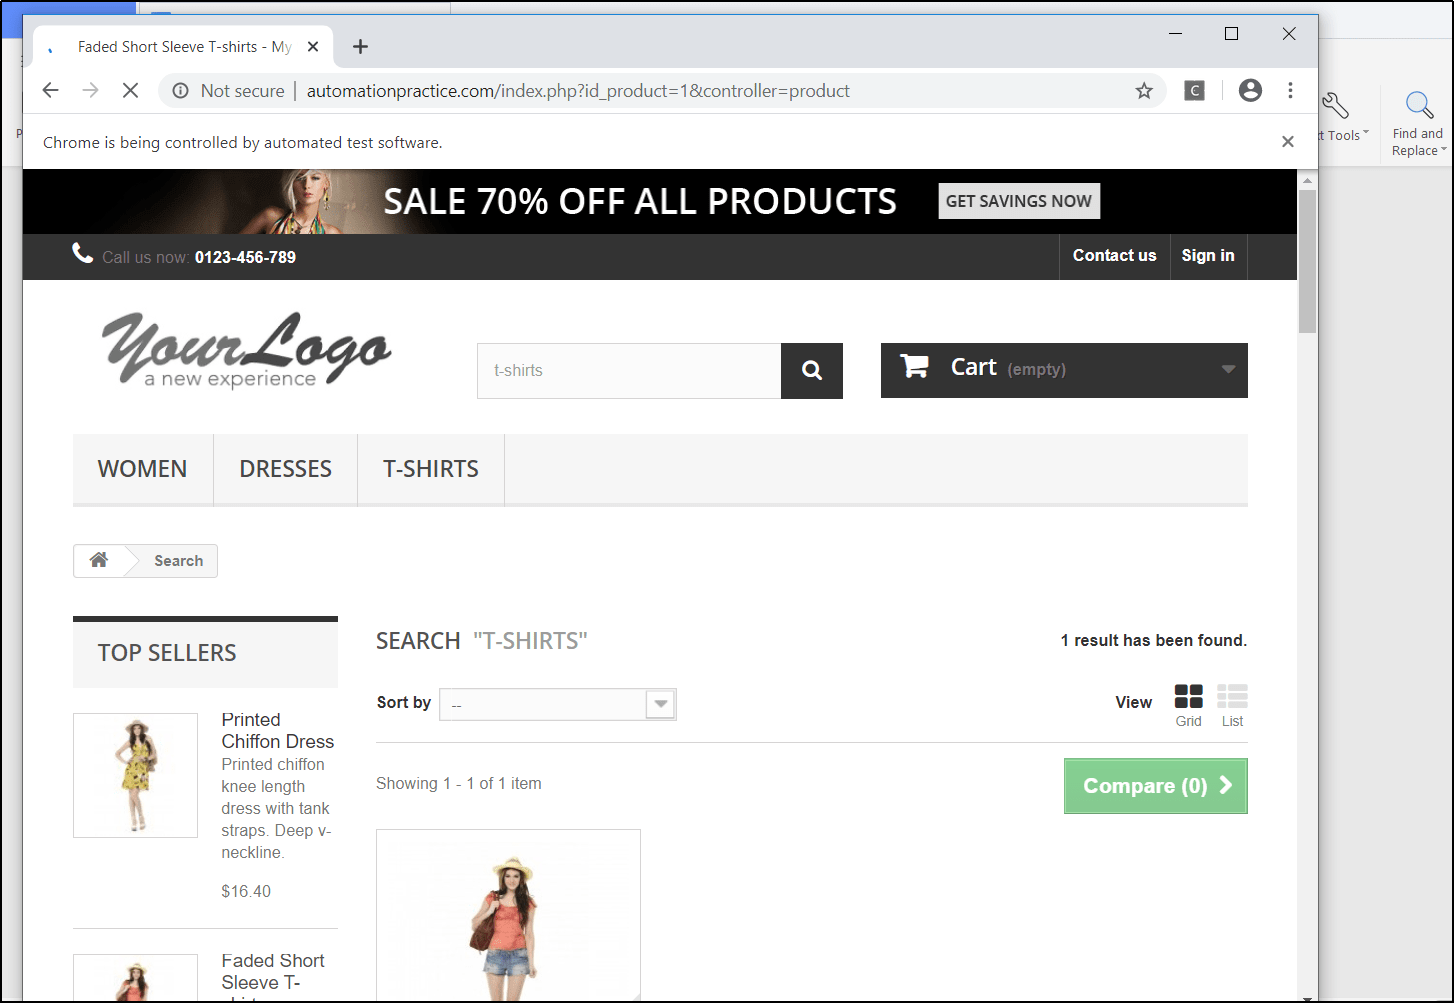 Faded Short Sleeve T-shirts - My
Not secure | automationpractice.com/index.php?id_product=1&controller=product
C
Chrome is being controlled by automated test software.
t Tools
Find and
Replace
SALE 70% OFF ALL PRODUCTS
GET SAVINGS NOW
Call us now: 0123-456-789
Contact us
Sign in
YourLogo
a new experience
t-shirts
Cart (empty)
WOMEN
DRESSES
T-SHIRTS
Search
TOP SELLERS
Printed
Chiffon Dress
Printed chiffon
knee length
dress with tank
straps. Deep v-
neckline.
$16.40
Faded Short
Sleeve T-
SEARCH "T-SHIRTS"
1 result has been found.
Sort by
--
View
Grid
List
Showing 1 - 1 of 1 item
Compare (0)